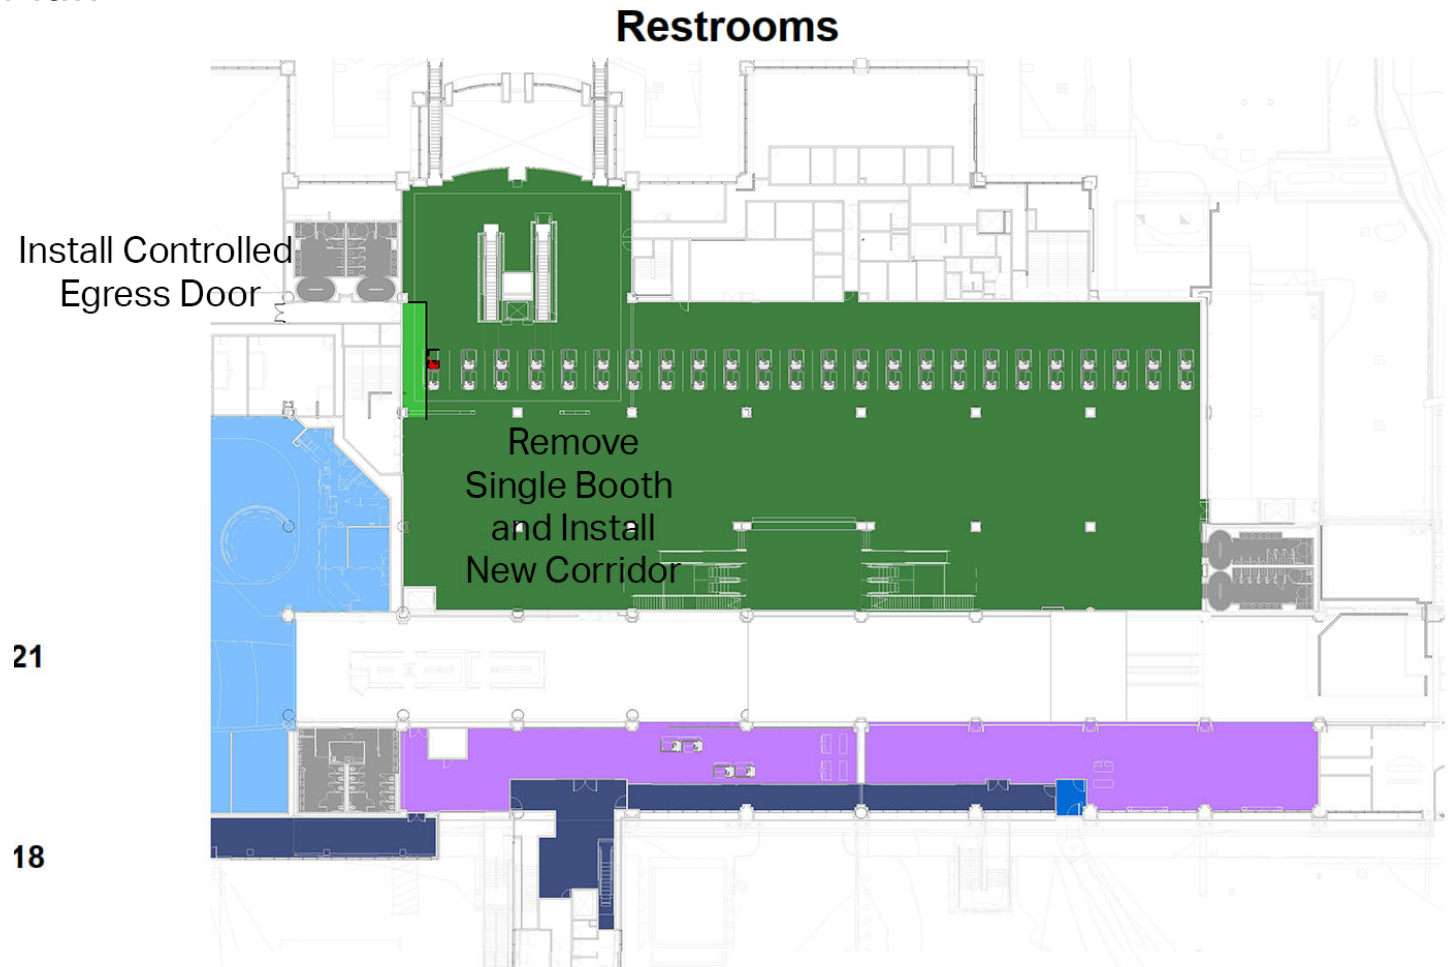 Restrooms
Install Controlled
Egress Door
Remove
Single Booth
and Install
New Corridor
21
18